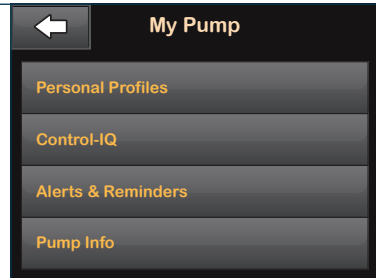 My Pump
Personal Profiles
Control-IQ
Alerts & Reminders
Pump Info